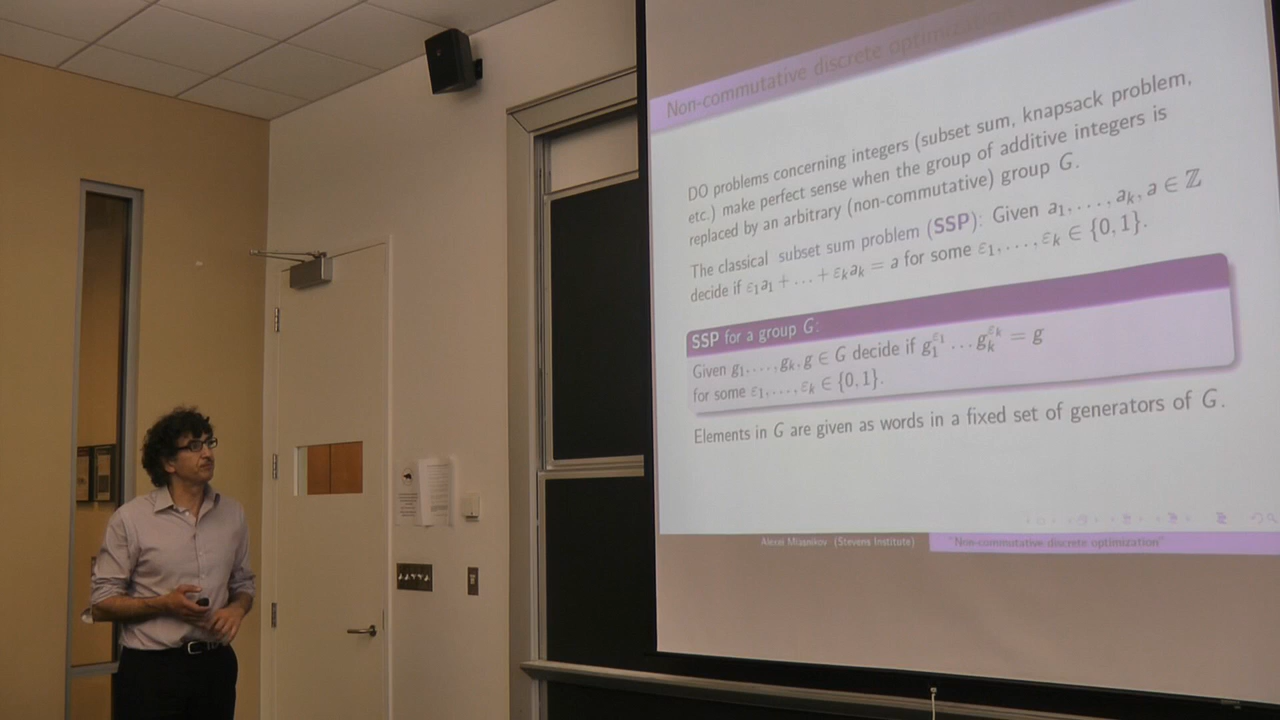 Non-commutative discrete optimization
DO problems concerning integers (subset sum, knapsack problem,
etc.) make perfect sense when the group of additive integers is
replaced by an arbitrary (non-commutative) group G.
The classical subset sum problem (SSP): Given a₁, . . . , aₖ, a ∈ ℤ
decide if ε₁a₁ + . . . + εₖaₖ = a for some ε₁, . . . , εₖ ∈ {0, 1}.
SSP for a group G:
Given g₁, . . . , gₖ, g ∈ G decide if g₁^ε₁ . . . gₖ^εₖ = g
for some ε₁, . . . , εₖ ∈ {0, 1}.
Elements in G are given as words in a fixed set of generators of G.
Alexei Miasnikov (Stevens Institute)
"Non-commutative discrete optimization"